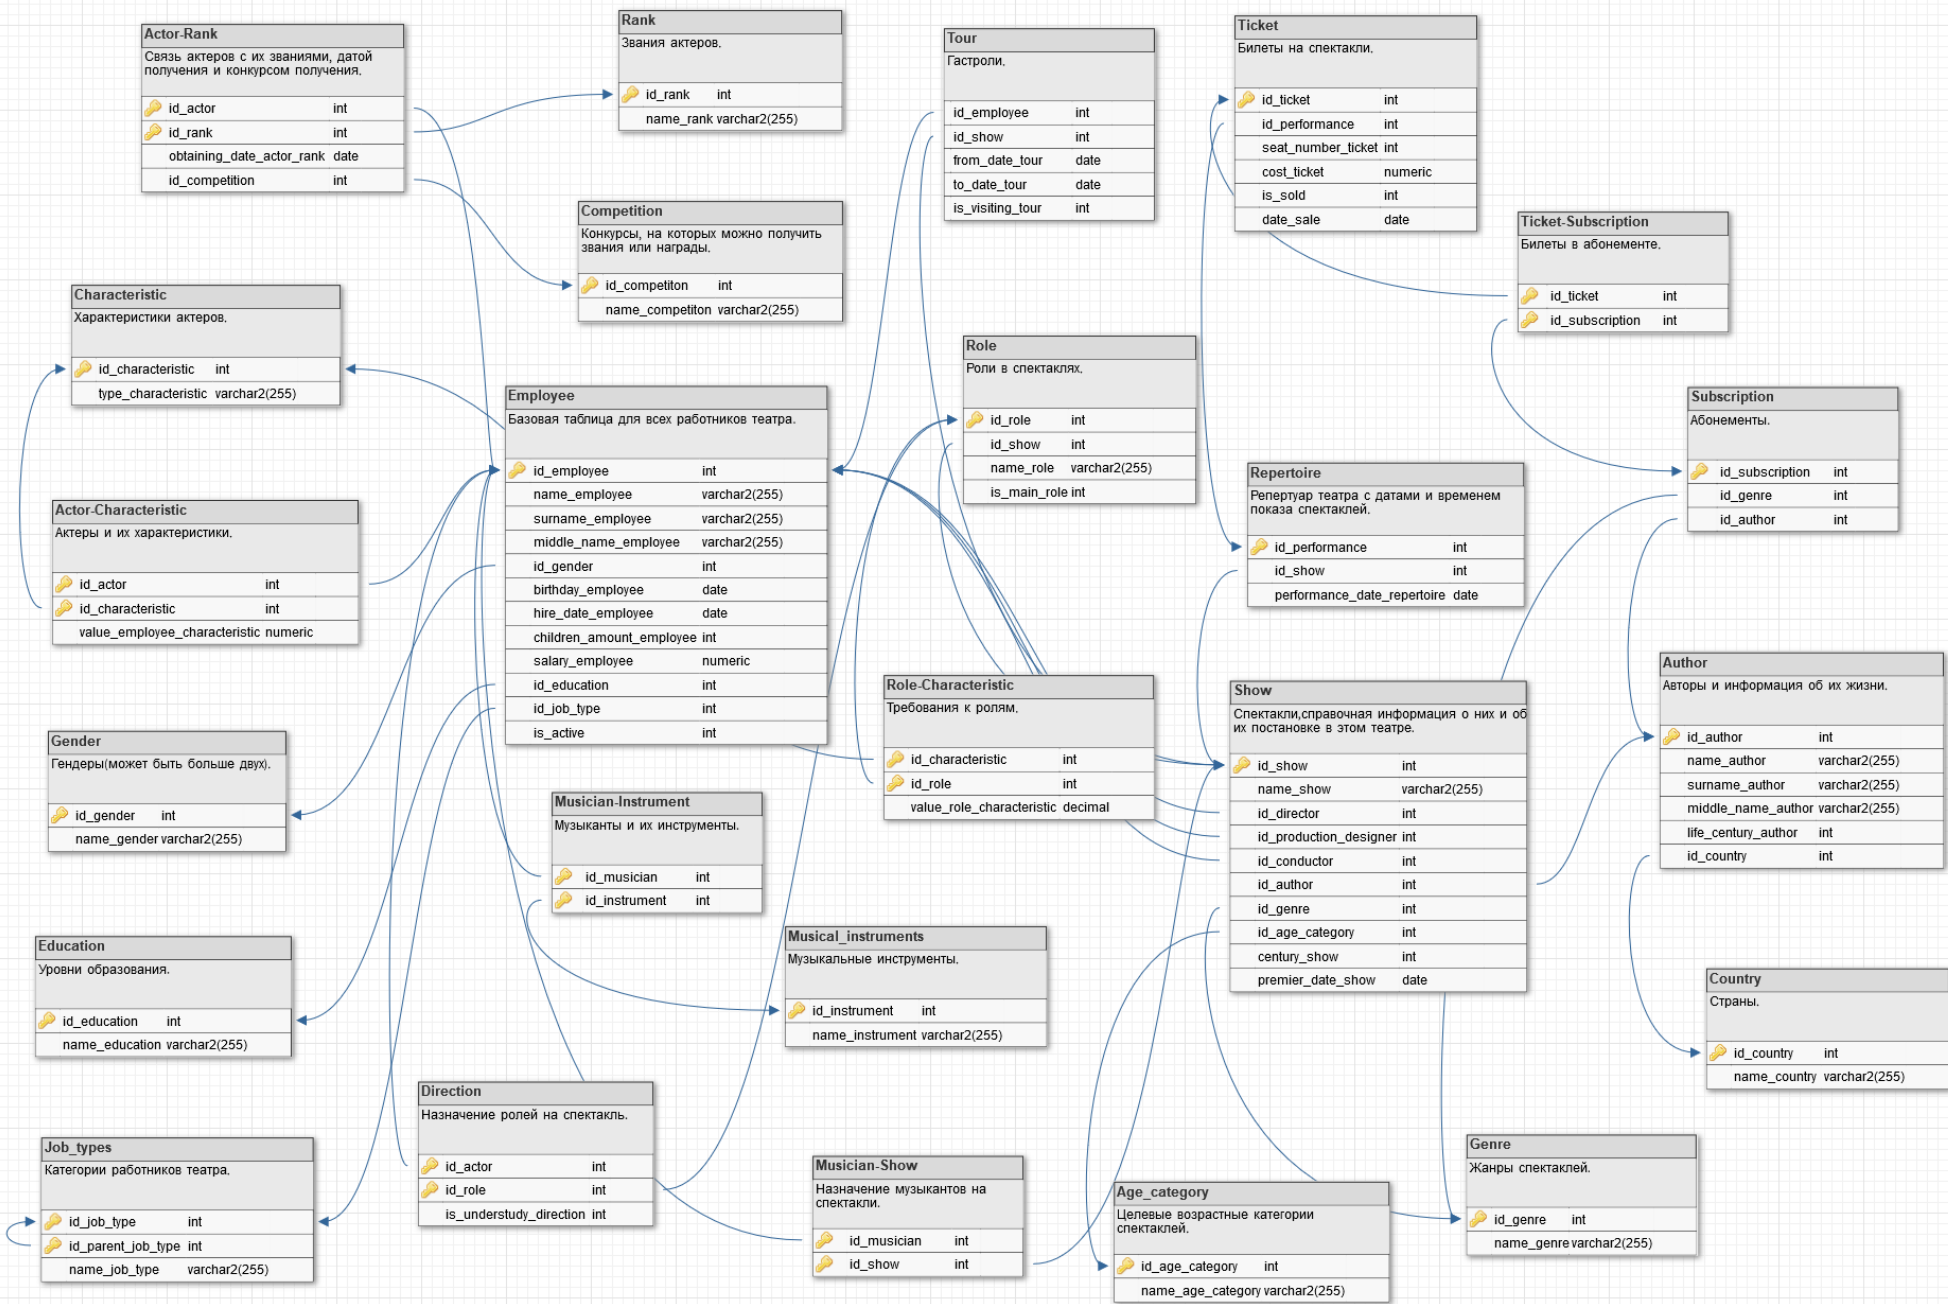 Actor-Rank
Связь актеров с их званиями, датой
получения и конкурсом получения.
id_actor int
id_rank int
obtaining_date_actor_rank date
id_competition int
Rank
Звания актеров.
id_rank int
name_rank varchar2(255)
Tour
Гастроли.
id_employee int
id_show int
from_date_tour date
to_date_tour date
is_visiting_tour int
Ticket
Билеты на спектакли.
id_ticket int
id_performance int
seat_number_ticket int
cost_ticket numeric
is_sold int
date_sale date
Competition
Конкурсы, на которых можно получить
звания или награды.
id_competiton int
name_competiton varchar2(255)
Ticket-Subscription
Билеты в абонементе.
id_ticket int
id_subscription int
Characteristic
Характеристики актеров.
id_characteristic int
type_characteristic varchar2(255)
Role
Роли в спектаклях.
id_role int
id_show int
name_role varchar2(255)
is_main_role int
Employee
Базовая таблица для всех работников театра.
id_employee int
name_employee varchar2(255)
surname_employee varchar2(255)
middle_name_employee varchar2(255)
id_gender int
birthday_employee date
hire_date_employee date
children_amount_employee int
salary_employee numeric
id_education int
id_job_type int
is_active int
Subscription
Абонементы.
id_subscription int
id_genre int
id_author int
Repertoire
Репертуар театра с датами и временем
показа спектаклей.
id_performance int
id_show int
performance_date_repertoire date
Actor-Characteristic
Актеры и их характеристики.
id_actor int
id_characteristic int
value_employee_characteristic numeric
Author
Авторы и информация об их жизни.
id_author int
name_author varchar2(255)
surname_author varchar2(255)
middle_name_author varchar2(255)
life_century_author int
id_country int
Role-Characteristic
Требования к ролям.
id_characteristic int
id_role int
value_role_characteristic decimal
Show
Спектакли,справочная информация о них и об
их постановке в этом театре.
id_show int
name_show varchar2(255)
id_director int
id_production_designer int
id_conductor int
id_author int
id_genre int
id_age_category int
century_show int
premier_date_show date
Gender
Гендеры(может быть больше двух).
id_gender int
name_gender varchar2(255)
Musician-Instrument
Музыканты и их инструменты.
id_musician int
id_instrument int
Musical_instruments
Музыкальные инструменты.
id_instrument int
name_instrument varchar2(255)
Education
Уровни образования.
id_education int
name_education varchar2(255)
Country
Страны.
id_country int
name_country varchar2(255)
Direction
Назначение ролей на спектакль.
id_actor int
id_role int
is_understudy_direction int
Job_types
Категории работников театра.
id_job_type int
id_parent_job_type int
name_job_type varchar2(255)
Musician-Show
Назначение музыкантов на
спектакли.
id_musician int
id_show int
Age_category
Целевые возрастные категории
спектаклей.
id_age_category int
name_age_category varchar2(255)
Genre
Жанры спектаклей.
id_genre int
name_genre varchar2(255)